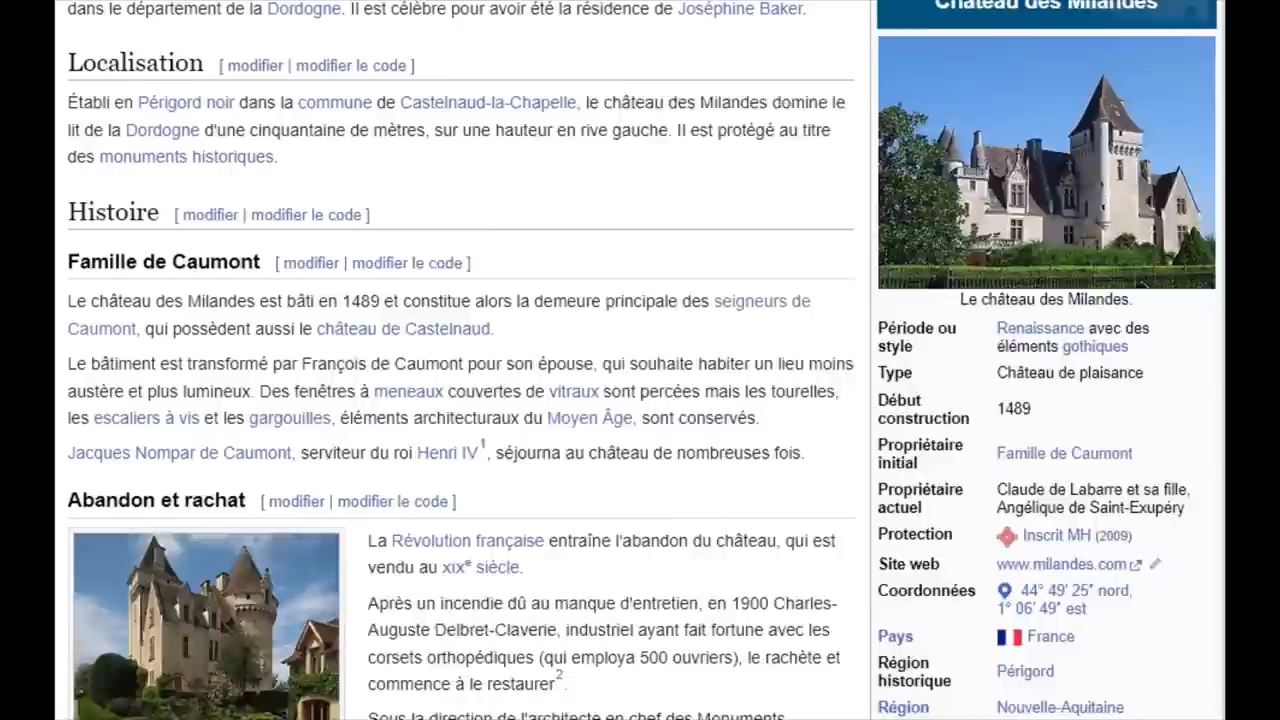 dans le département de la Dordogne. Il est célèbre pour avoir été la résidence de Joséphine Baker.
Localisation [ modifier | modifier le code ]
Établi en Périgord noir dans la commune de Castelnaud-la-Chapelle, le château des Milandes domine le
lit de la Dordogne d'une cinquantaine de mètres, sur une hauteur en rive gauche. Il est protégé au titre
des monuments historiques.
Histoire [ modifier | modifier le code ]
Famille de Caumont [ modifier | modifier le code ]
Le château des Milandes est bâti en 1489 et constitue alors la demeure principale des seigneurs de
Caumont, qui possèdent aussi le château de Castelnaud.
Le bâtiment est transformé par François de Caumont pour son épouse, qui souhaite habiter un lieu moins
austère et plus lumineux. Des fenêtres à meneaux couvertes de vitraux sont percées mais les tourelles,
les escaliers à vis et les gargouilles, éléments architecturaux du Moyen Âge, sont conservés.
Jacques Nompar de Caumont, serviteur du roi Henri IV1, séjourna au château de nombreuses fois.
Abandon et rachat [ modifier | modifier le code ]
La Révolution française entraîne l'abandon du château, qui est
vendu au XIXe siècle.
Après un incendie dû au manque d'entretien, en 1900 Charles-
Auguste Delbret-Claverie, industriel ayant fait fortune avec les
corsets orthopédiques (qui employa 500 ouvriers), le rachète et
commence à le restaurer2.
Sous la direction de l'architecte en chef des Monuments
Château des Milandes
Le château des Milandes.
Période ou style Renaissance avec des éléments gothiques
Type Château de plaisance
Début construction 1489
Propriétaire initial Famille de Caumont
Propriétaire actuel Claude de Labarre et sa fille, Angélique de Saint-Exupéry
Protection Inscrit MH (2009)
Site web www.milandes.com
Coordonnées 44° 49′ 25″ nord, 1° 06′ 49″ est
Pays France
Région historique Périgord
Région Nouvelle-Aquitaine